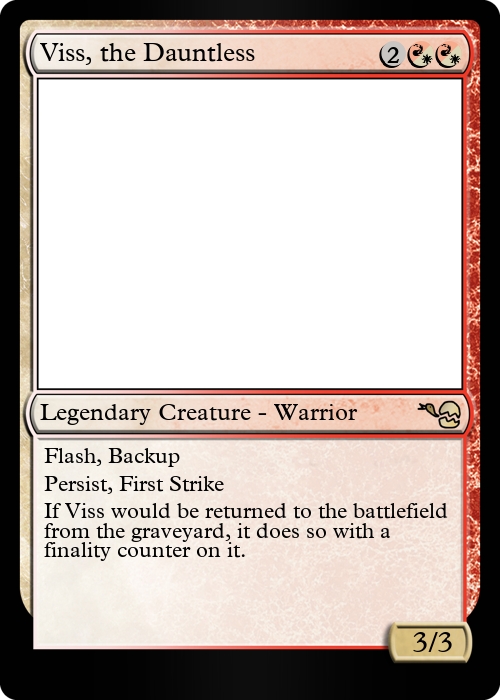 Viss, the Dauntless 2
Legendary Creature - Warrior
Flash, Backup
Persist, First Strike
If Viss would be returned to the battlefield
from the graveyard, it does so with a
finality counter on it.
3/3